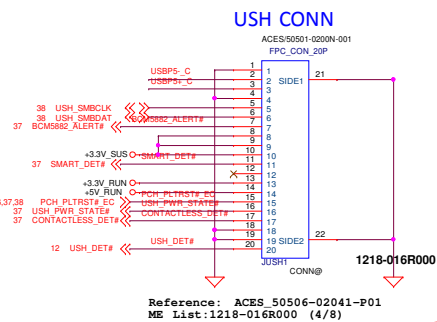 USH CONN
ACES/50501-0200N-001
FPC_CON_20P
USBP5-_C
USBP5+_C
1
2
3
4
5
6
7
8
9
10
11
12
13
14
15
16
17
18
19
20
1
2 SIDE1 21
3
4
38 USH_SMBCLK 5
38 USH_SMBDAT 6
37 BCM5882_ALERT# BCM5882_ALERT# 7
8
9
+3.3V_SUS SMART_DET# 10
37 SMART_DET# 11
12
+3.3V_RUN 13
+5V_RUN PCH_PLTRST#_EC 14
,37,38 PCH_PLTRST#_EC USH_PWR_STATE# 15
37 USH_PWR_STATE# CONTACTLESS_DET# 16
37 CONTACTLESS_DET# 17
18
USH_DET# 19 SIDE2 22
12 USH_DET# 20
JUSH1
CONN@
1218-016R000
Reference: ACES_50506-02041-P01
ME List:1218-016R000 (4/8)